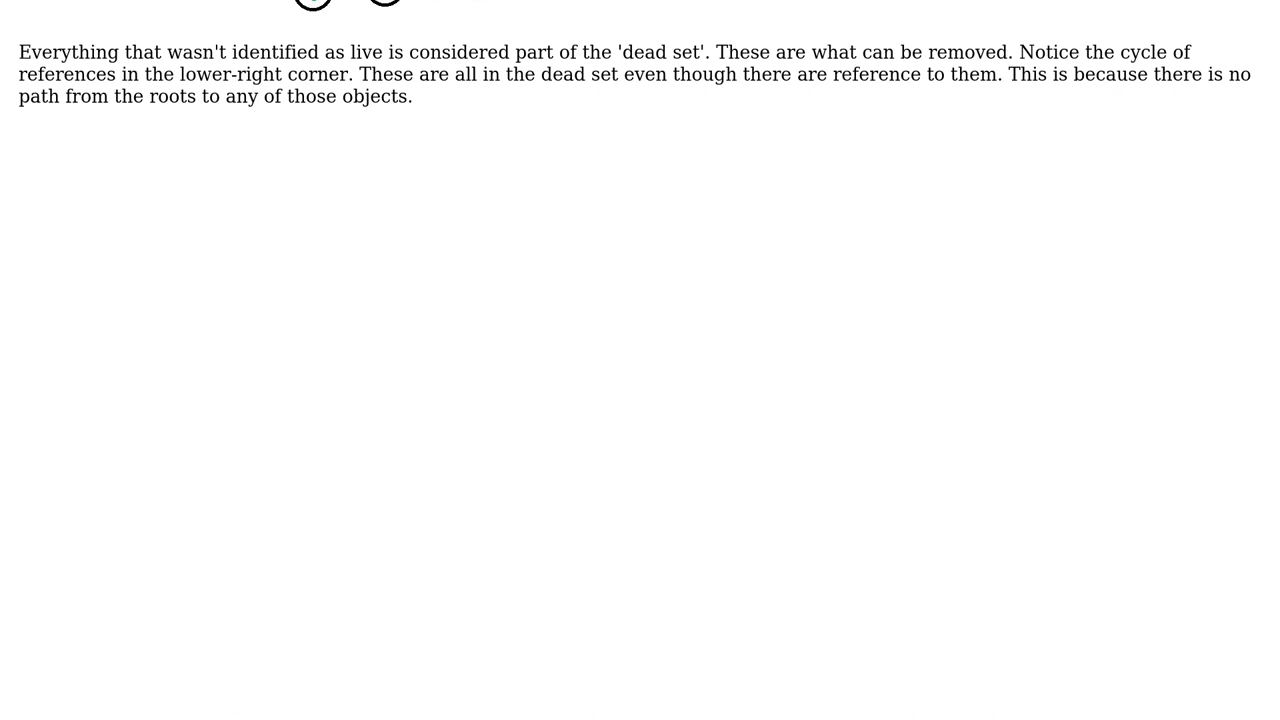 Everything that wasn't identified as live is considered part of the 'dead set'. These are what can be removed. Notice the cycle of
references in the lower-right corner. These are all in the dead set even though there are reference to them. This is because there is no
path from the roots to any of those objects.